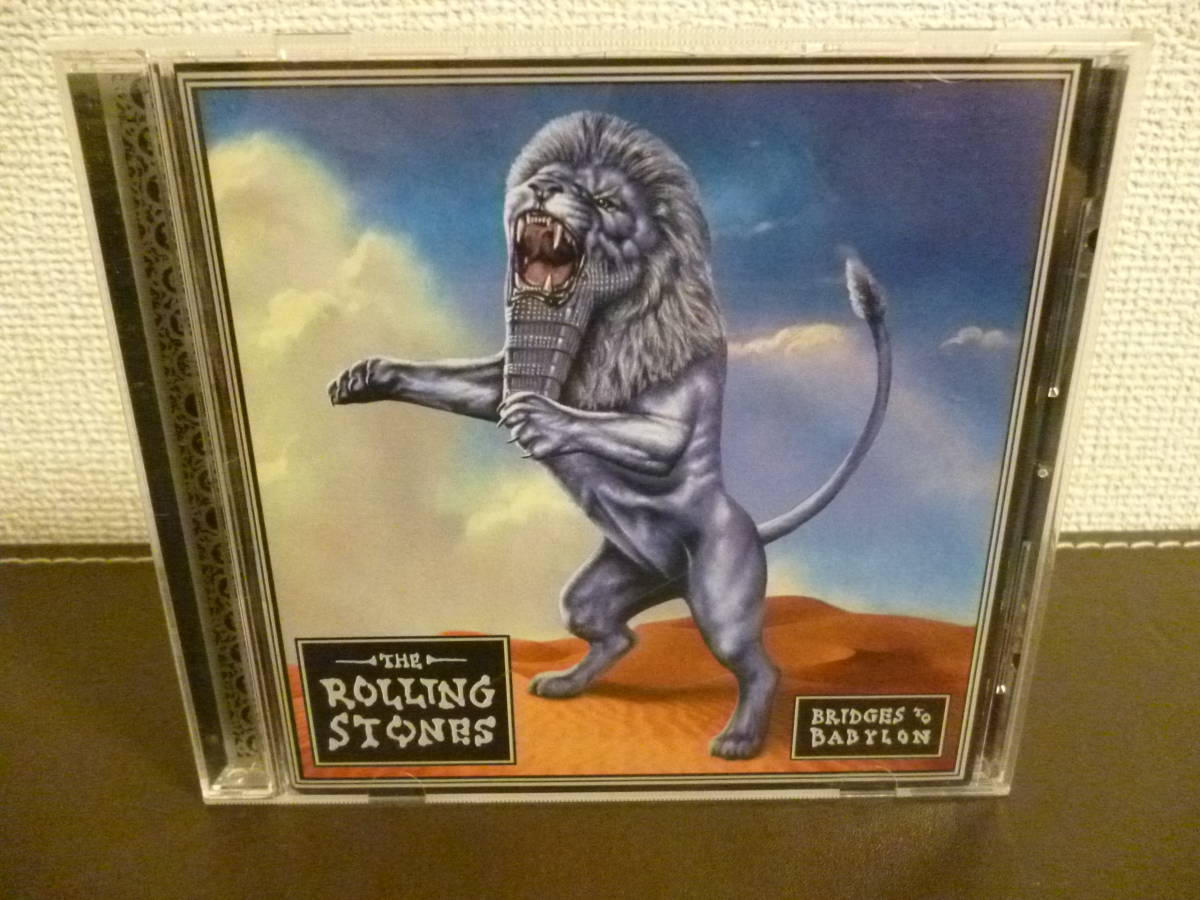 THE
ROLLING
STONES
BRIDGES TO
BABYLON